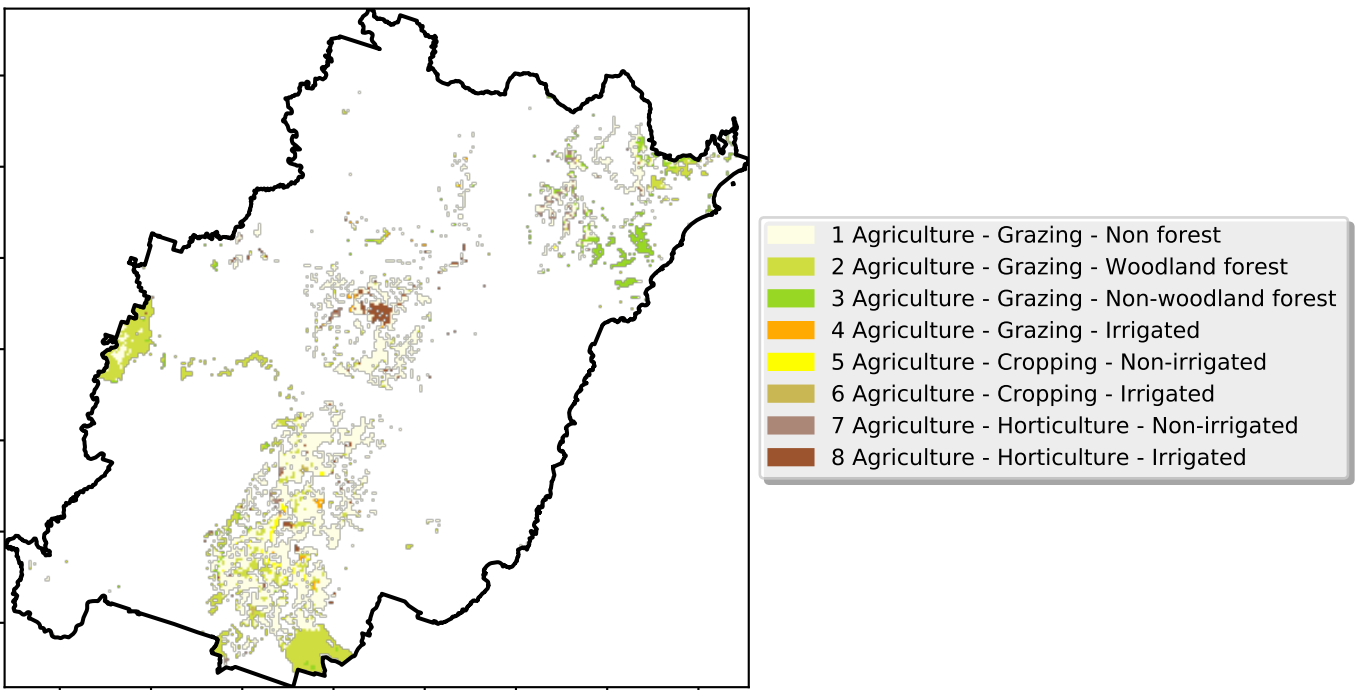 1 Agriculture - Grazing - Non forest
2 Agriculture - Grazing - Woodland forest
3 Agriculture - Grazing - Non-woodland forest
4 Agriculture - Grazing - Irrigated
5 Agriculture - Cropping - Non-irrigated
6 Agriculture - Cropping - Irrigated
7 Agriculture - Horticulture - Non-irrigated
8 Agriculture - Horticulture - Irrigated